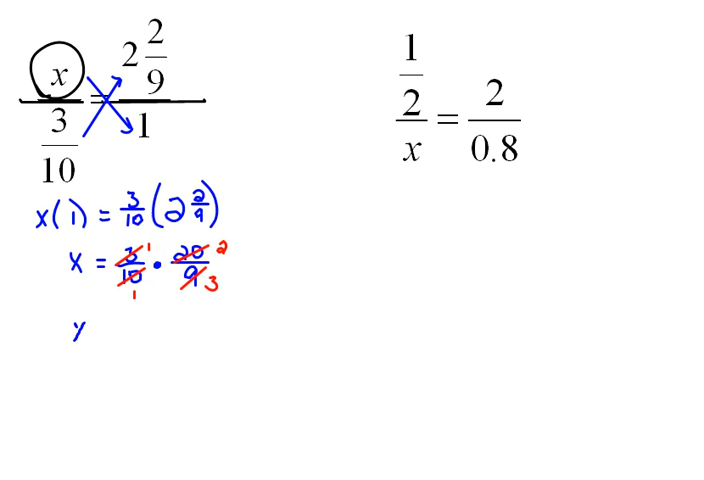 x / (3/10) = 2 2/9 / 1
x(1) = 3/10 (2 2/9)
x = 3/10 · 20/9 1 1 2 3
x
(1/2) / x = 2 / 0.8